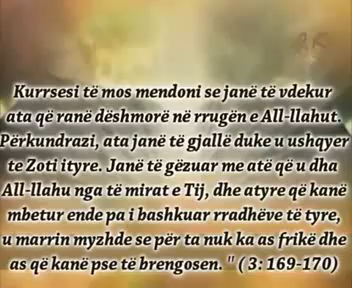 Kurrsesi të mos mendoni se janë të vdekur
ata që ranë dëshmorë në rrugën e All-llahut.
Përkundrazi, ata janë të gjallë duke u ushqyer
te Zoti ityre. Janë të gëzuar me atë që u dha
All-llahu nga të mirat e Tij, dhe atyre që kanë
mbetur ende pa i bashkuar rradhëve të tyre,
u marrin myzhde se për ta nuk ka as frikë dhe
as që kanë pse të brengosen. " ( 3: 169-170)